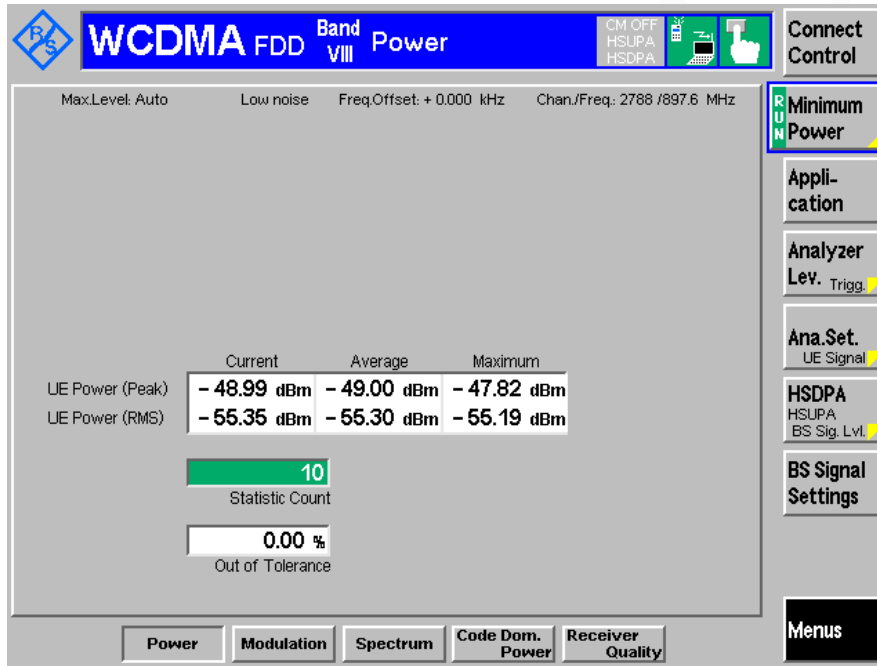 R&S
WCDMA FDD Band VIII Power
CM OFF
HSUPA
HSDPA
Connect Control
Max.Level: Auto Low noise Freq.Offset: + 0.000 kHz Chan./Freq.: 2788 /897.6 MHz
RUN
Minimum Power
Appli-
cation
Analyzer
Lev. Trigg.
Ana.Set.
UE Signal
Current Average Maximum
UE Power (Peak) – 48.99 dBm – 49.00 dBm – 47.82 dBm
UE Power (RMS) – 55.35 dBm – 55.30 dBm – 55.19 dBm
HSDPA
HSUPA
BS Sig. Lvl.
10
Statistic Count
BS Signal
Settings
0.00 %
Out of Tolerance
Power Modulation Spectrum Code Dom. Power Receiver Quality
Menus